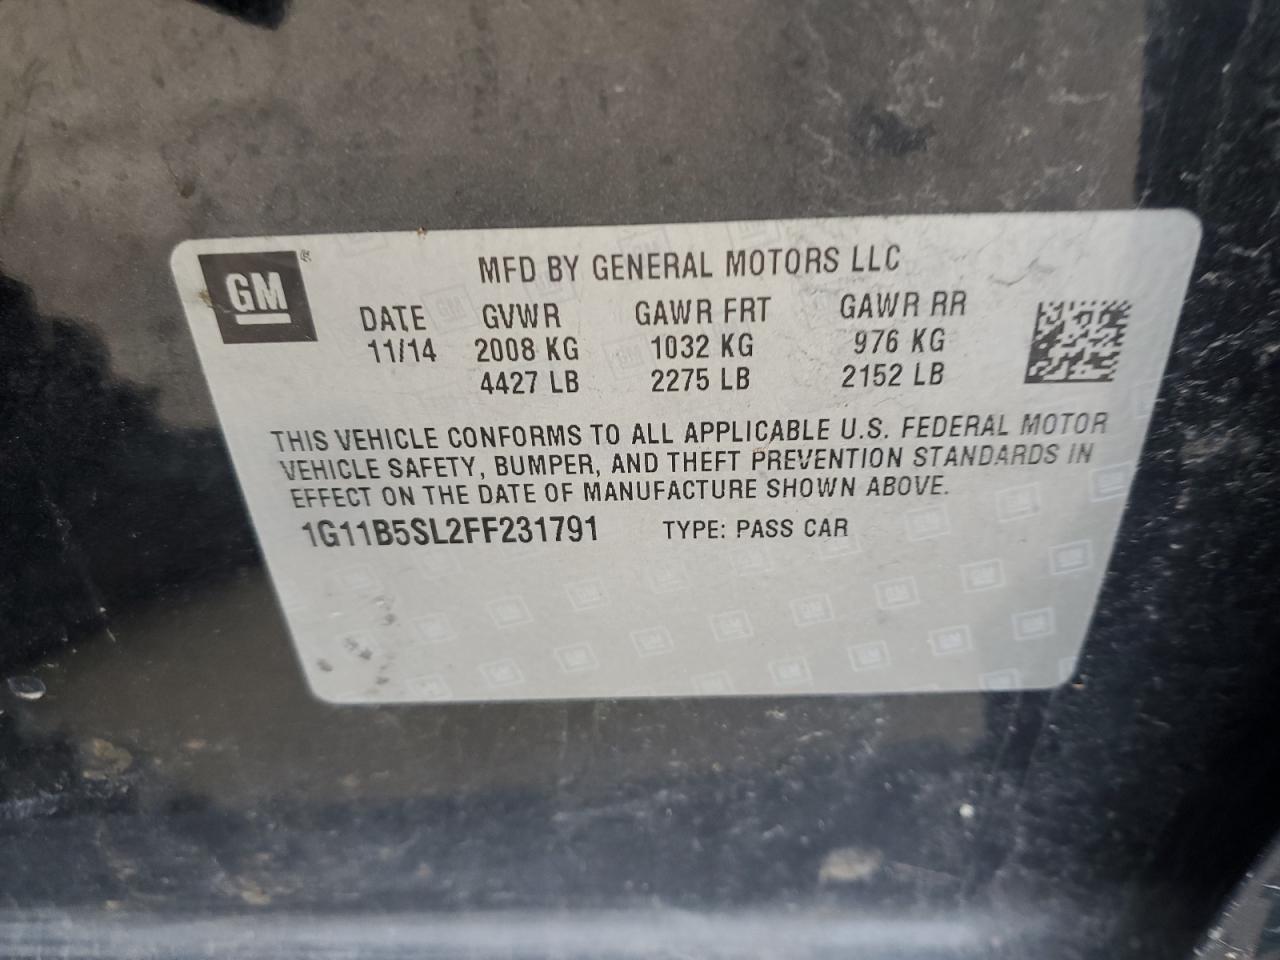 GM
MFD BY GENERAL MOTORS LLC
DATE GVWR GAWR FRT GAWR RR
11/14 2008 KG 1032 KG 976 KG
4427 LB 2275 LB 2152 LB
THIS VEHICLE CONFORMS TO ALL APPLICABLE U.S. FEDERAL MOTOR
VEHICLE SAFETY, BUMPER, AND THEFT PREVENTION STANDARDS IN
EFFECT ON THE DATE OF MANUFACTURE SHOWN ABOVE.
1G11B5SL2FF231791 TYPE: PASS CAR